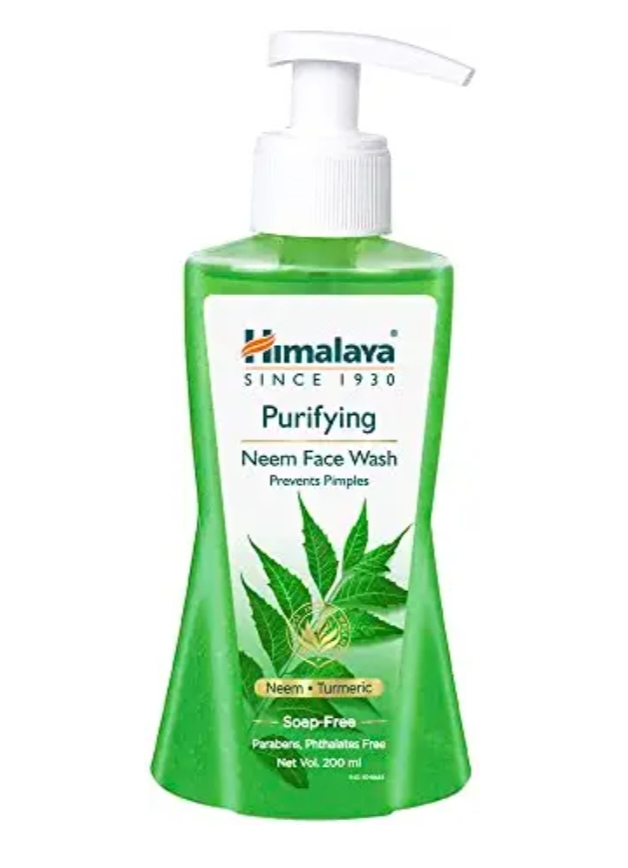 Himalaya®
SINCE 1930
Purifying
Neem Face Wash
Prevents Pimples
Neem • Turmeric
Soap-Free
Parabens, Phthalates Free
Net Vol. 200 ml